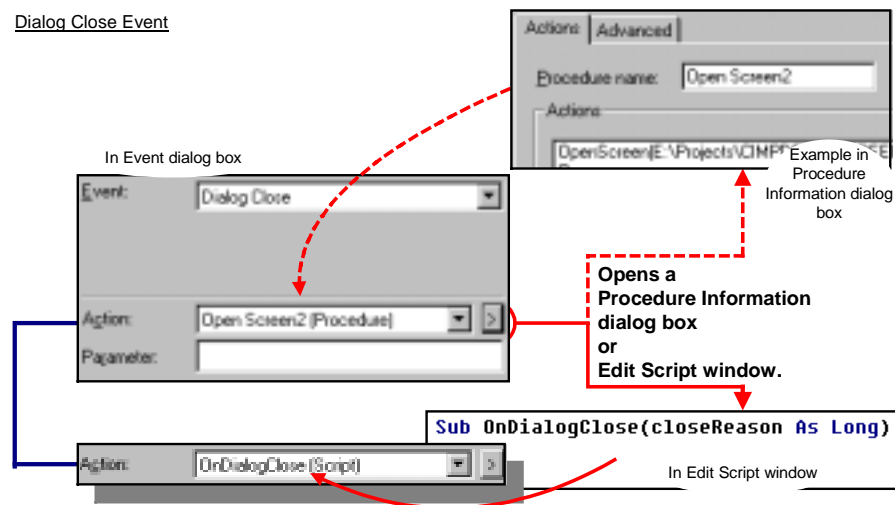 Dialog Close Event
Actions Advanced
Procedure name: Open Screen2
Actions
OpenScreen(E:\Projects\CIMP
Example in
Procedure
Information dialog
box
In Event dialog box
Event: Dialog Close
Action: Open Screen2 (Procedure) >
Parameter:
Opens a
Procedure Information
dialog box
or
Edit Script window.
Sub OnDialogClose(closeReason As Long)
Action: OnDialogClose (Script) >
In Edit Script window